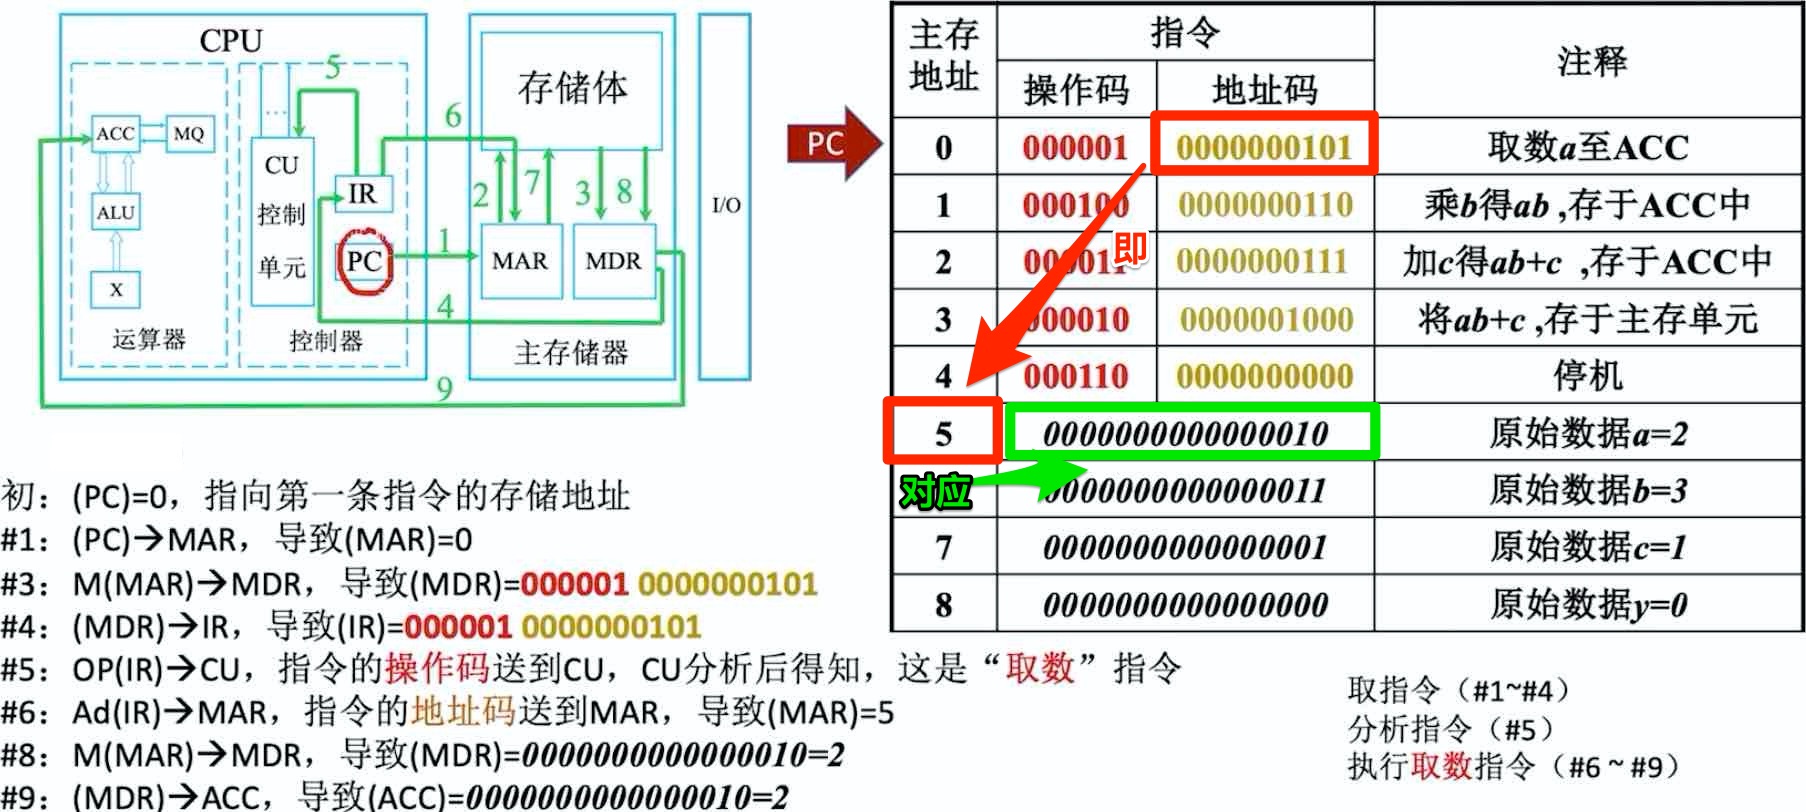 CPU
5
ACC
MQ
CU
控制
单元
...
IR
PC
ALU
X
运算器
控制器
存储体
6
2
7
3
8
1
MAR
MDR
4
主存储器
9
I/O
PC
主存
地址
指令
注释
操作码
地址码
0 000001 0000000101 取数a至ACC
1 000100 0000000110 乘b得ab ,存于ACC中
2 000011 0000000111 加c得ab+c ,存于ACC中
即
3 000010 0000001000 将ab+c ,存于主存单元
4 000110 0000000000 停机
5 0000000000000010 原始数据a=2
对应
0000000000000011 原始数据b=3
7 0000000000000001 原始数据c=1
8 0000000000000000 原始数据y=0
初：(PC)=0，指向第一条指令的存储地址
#1：(PC)→MAR，导致(MAR)=0
#3：M(MAR)→MDR，导致(MDR)=000001 0000000101
#4：(MDR)→IR，导致(IR)=000001 0000000101
#5：OP(IR)→CU，指令的操作码送到CU，CU分析后得知，这是“取数”指令
#6：Ad(IR)→MAR，指令的地址码送到MAR，导致(MAR)=5
#8：M(MAR)→MDR，导致(MDR)=0000000000000010=2
#9：(MDR)→ACC，导致(ACC)=0000000000000010=2
取指令（#1~#4）
分析指令（#5）
执行取数指令（#6 ~ #9）